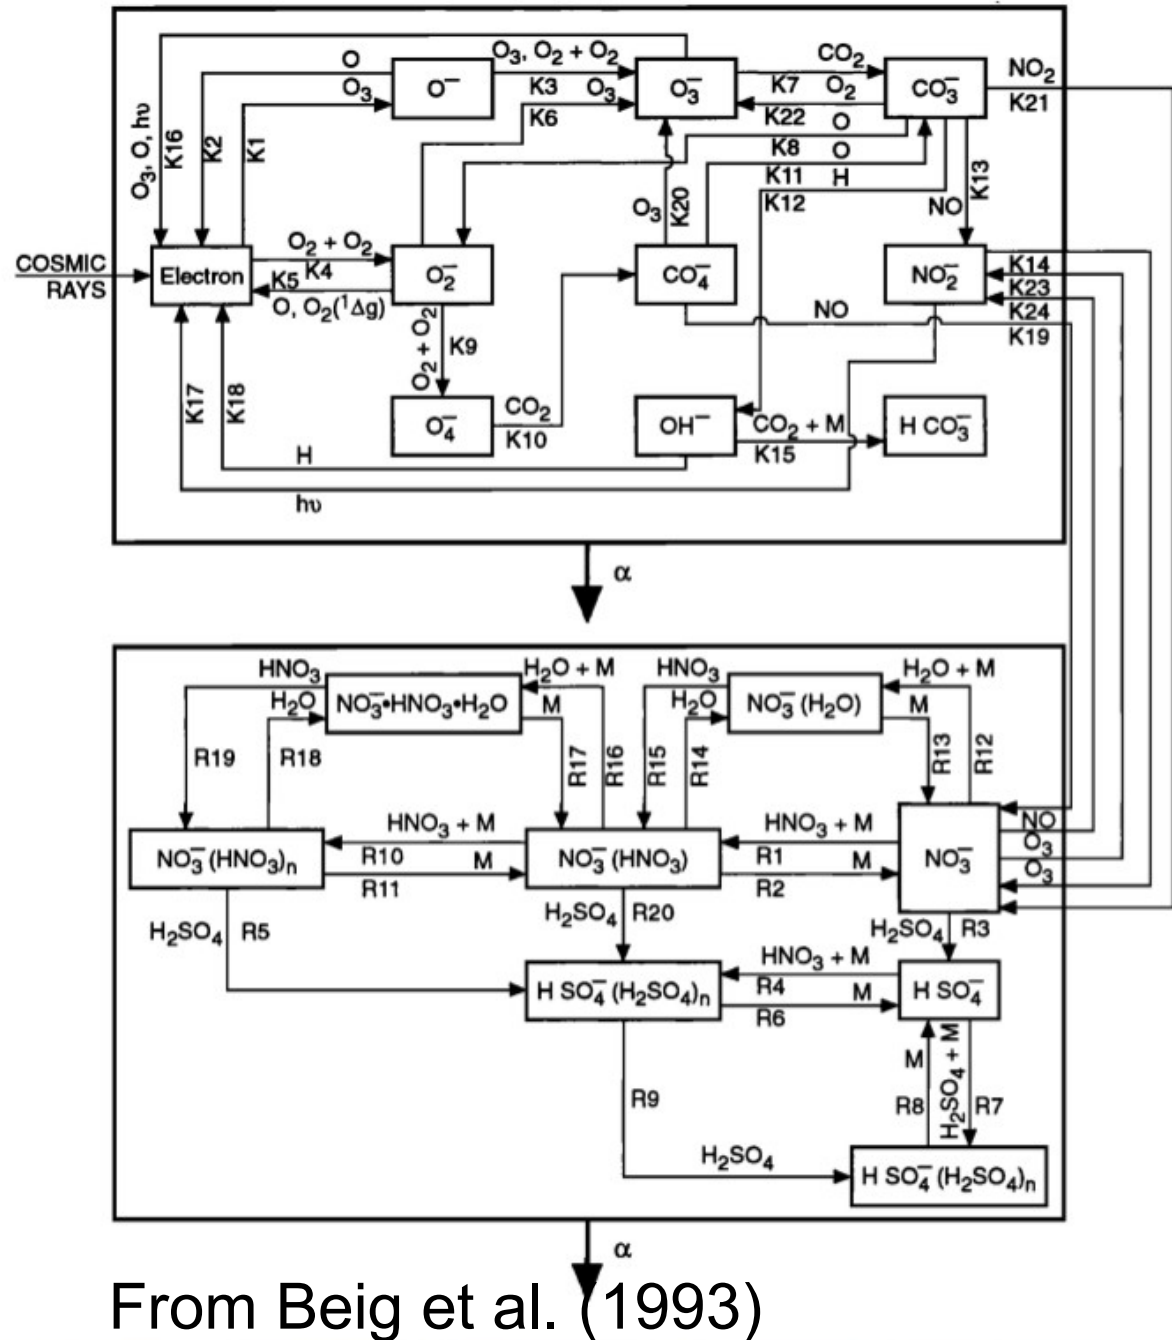 O
O₃, O₂ + O₂
CO₂
NO₂
O⁻
O₃⁻
CO₃⁻
O₃
K3
O₃
K7
O₂
K21
K6
K22
O
O₃, O, hυ
K16
K2
K1
K8
O
K11
H
K12
K13
O₃
K20
NO
COSMIC
RAYS
Electron
O₂ + O₂
K4
K5
O, O₂(¹Δg)
O₂⁻
CO₄⁻
NO₂⁻
K14
K23
K24
K19
NO
O₂ + O₂
K9
K17
K18
O₄⁻
CO₂
K10
OH⁻
CO₂ + M
K15
H CO₃⁻
H
hυ
α
HNO₃
H₂O + M
HNO₃
H₂O + M
H₂O
NO₃⁻•HNO₃•H₂O
M
H₂O
NO₃⁻(H₂O)
M
R19
R18
R17
R16
R15
R14
R13
R12
NO₃⁻(HNO₃)ₙ
HNO₃ + M
R10
M
R11
NO₃⁻(HNO₃)
HNO₃ + M
R1
M
R2
NO₃⁻
NO
O₃
O₃
H₂SO₄
R5
H₂SO₄
R20
H₂SO₄
R3
H SO₄⁻(H₂SO₄)ₙ
HNO₃ + M
R4
M
R6
H SO₄⁻
R9
M
R8
H₂SO₄ + M
R7
H₂SO₄
H SO₄⁻(H₂SO₄)ₙ
α
From Beig et al. (1993)